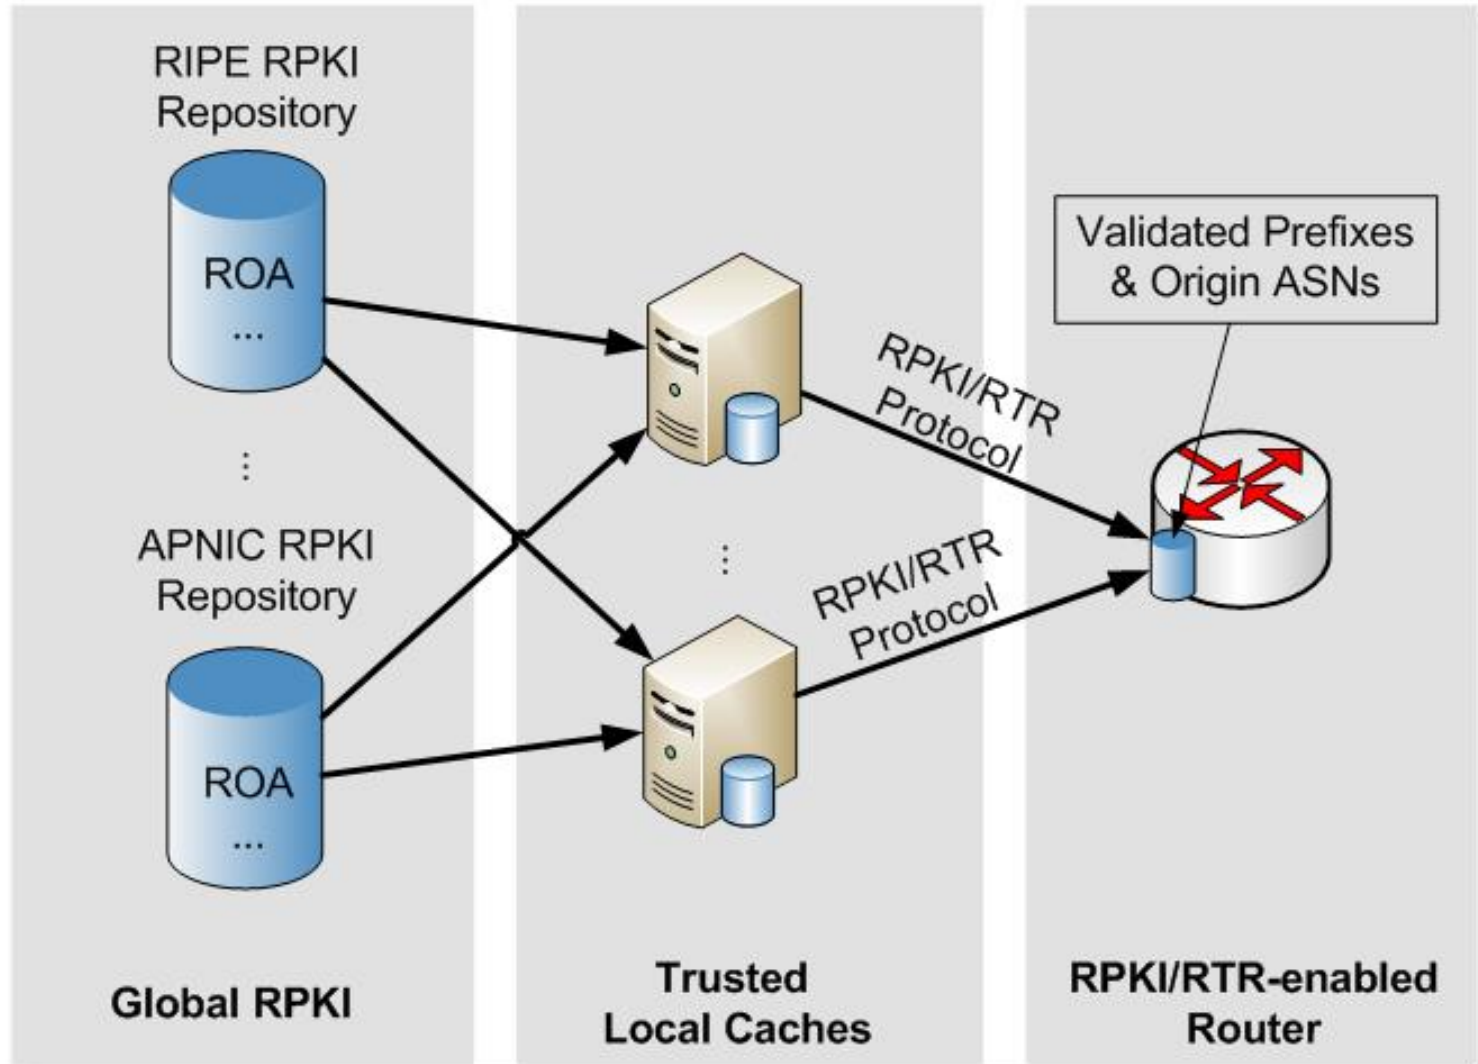 RIPE RPKI
Repository
ROA
...
...
APNIC RPKI
Repository
ROA
...
Global RPKI
...
Trusted
Local Caches
RPKI/RTR
Protocol
RPKI/RTR
Protocol
Validated Prefixes
& Origin ASNs
RPKI/RTR-enabled
Router